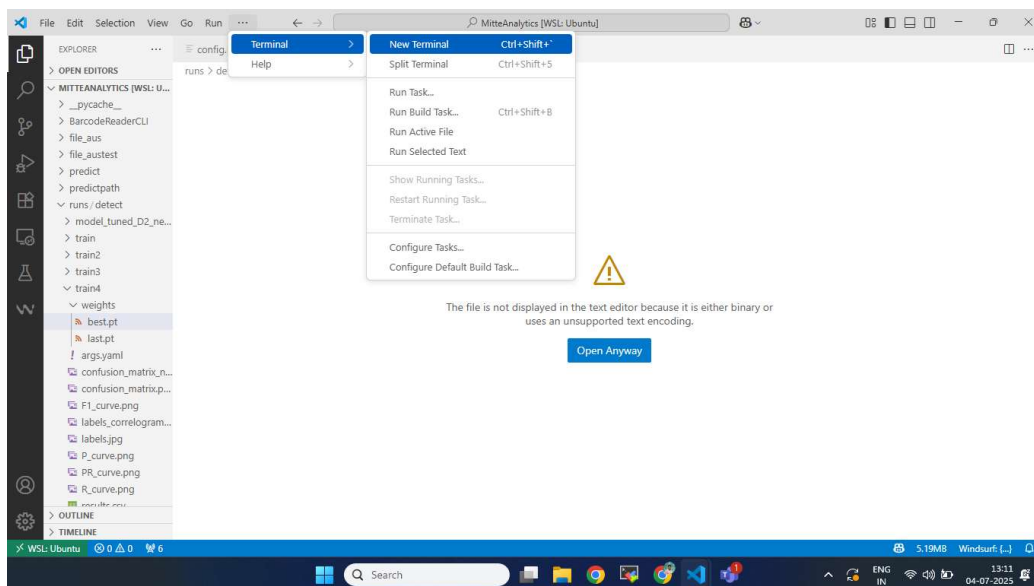 File Edit Selection View Go Run ... MitteAnalytics [WSL: Ubuntu]
EXPLORER ...
config.
runs > de
Terminal >
Help >
New Terminal Ctrl+Shift+`
Split Terminal Ctrl+Shift+5
Run Task...
Run Build Task... Ctrl+Shift+B
Run Active File
Run Selected Text
Show Running Tasks...
Restart Running Task...
Terminate Task...
Configure Tasks...
Configure Default Build Task...
> OPEN EDITORS
MITTEANALYTICS [WSL: U...
> __pycache__
> BarcodeReaderCLI
> file_aus
> file_austest
> predict
> predictpath
runs / detect
> model_tuned_D2_ne...
> train
> train2
> train3
train4
weights
best.pt
last.pt
! args.yaml
confusion_matrix_n...
confusion_matrix.p...
F1_curve.png
labels_correlogram...
labels.jpg
P_curve.png
PR_curve.png
R_curve.png
results.csv
> OUTLINE
> TIMELINE
The file is not displayed in the text editor because it is either binary or
uses an unsupported text encoding.
Open Anyway
WSL: Ubuntu 0 0 6 5.19MB Windsurf: {...}
Search
ENG
IN
13:11
04-07-2025